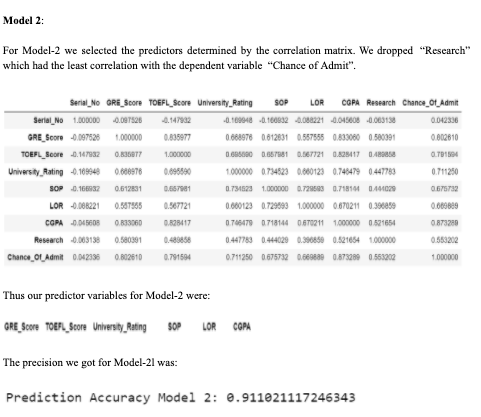 Model 2:
For Model-2 we selected the predictors determined by the correlation matrix. We dropped “Research”
which had the least correlation with the dependent variable “Chance of Admit”.
Serial_No GRE_Score TOEFL_Score University_Rating SOP LOR CGPA Research Chance_Of_Admit
Serial_No 1.000000 -0.097526 -0.147932 -0.169948 -0.166932 -0.088221 -0.045608 -0.063138 0.042336
GRE_Score -0.097526 1.000000 0.835977 0.668976 0.612831 0.557555 0.833060 0.580391 0.802610
TOEFL_Score -0.147932 0.835977 1.000000 0.695590 0.657981 0.567721 0.828417 0.489858 0.791594
University_Rating -0.169948 0.668976 0.695590 1.000000 0.734523 0.660123 0.746479 0.447783 0.711250
SOP -0.166932 0.612831 0.657981 0.734523 1.000000 0.729593 0.718144 0.444029 0.675732
LOR -0.088221 0.557555 0.567721 0.660123 0.729593 1.000000 0.670211 0.396859 0.669889
CGPA -0.045608 0.833060 0.828417 0.746479 0.718144 0.670211 1.000000 0.521654 0.873289
Research -0.063138 0.580391 0.489858 0.447783 0.444029 0.396859 0.521654 1.000000 0.553202
Chance_Of_Admit 0.042336 0.802610 0.791594 0.711250 0.675732 0.669889 0.873289 0.553202 1.000000
Thus our predictor variables for Model-2 were:
GRE_Score TOEFL_Score University_Rating SOP LOR CGPA
The precision we got for Model-2l was:
Prediction Accuracy Model 2: 0.911021117246343